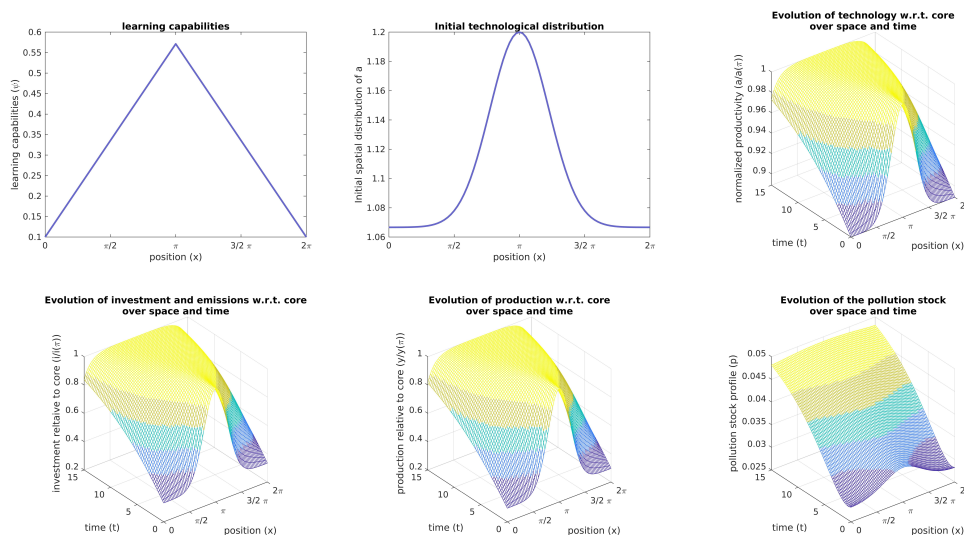 learning capabilities
0.6
0.55
0.5
0.45
0.4
0.35
0.3
0.25
0.2
0.15
0.1
learning capabilities (ψ)
0
π/2
π
3/2 π
2π
position (x)
Initial technological distribution
1.2
1.18
1.16
1.14
1.12
1.1
1.08
1.06
Initial spatial distribution of a
0
π/2
π
3/2 π
2π
position (x)
Evolution of technology w.r.t. core
over space and time
1
0.98
0.96
0.94
0.92
0.9
normalized productivity (a/a(π))
15
10
5
0
time (t)
0
π/2
π
3/2 π
2π
position (x)
Evolution of investment and emissions w.r.t. core
over space and time
1
0.8
0.6
0.4
0.2
investment reltaive to core (i/i(π))
15
10
5
0
time (t)
0
π/2
π
3/2 π
2π
position (x)
Evolution of production w.r.t. core
over space and time
1
0.8
0.6
0.4
0.2
production relative to core (y/y(π))
15
10
5
0
time (t)
0
π/2
π
3/2 π
2π
position (x)
Evolution of the pollution stock
over space and time
0.05
0.045
0.04
0.035
0.03
0.025
pollution stock profile (p)
15
10
5
0
time (t)
0
π/2
π
3/2 π
2π
position (x)